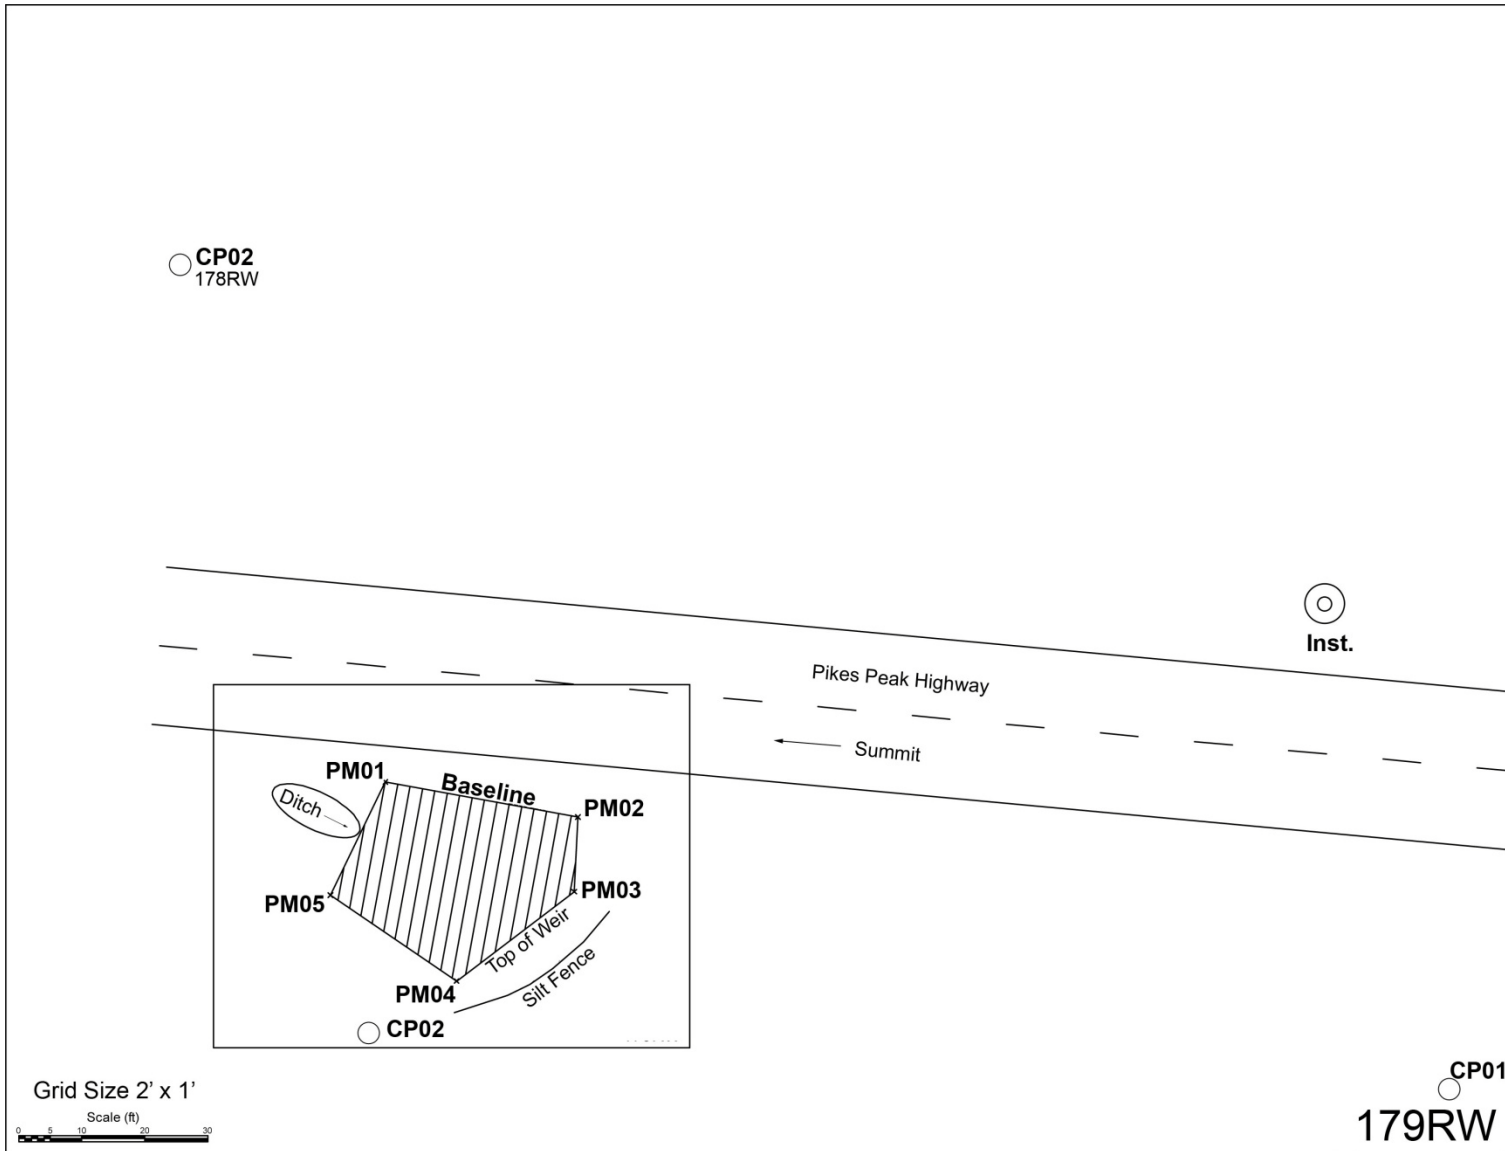 CP02
178RW
Inst.
Pikes Peak Highway
Summit
PM01
Baseline
PM02
Ditch
PM03
PM05
Top of Weir
Silt Fence
PM04
CP02
CP01
Grid Size 2’ x 1’
Scale (ft)
0 5 10 20 30
179RW